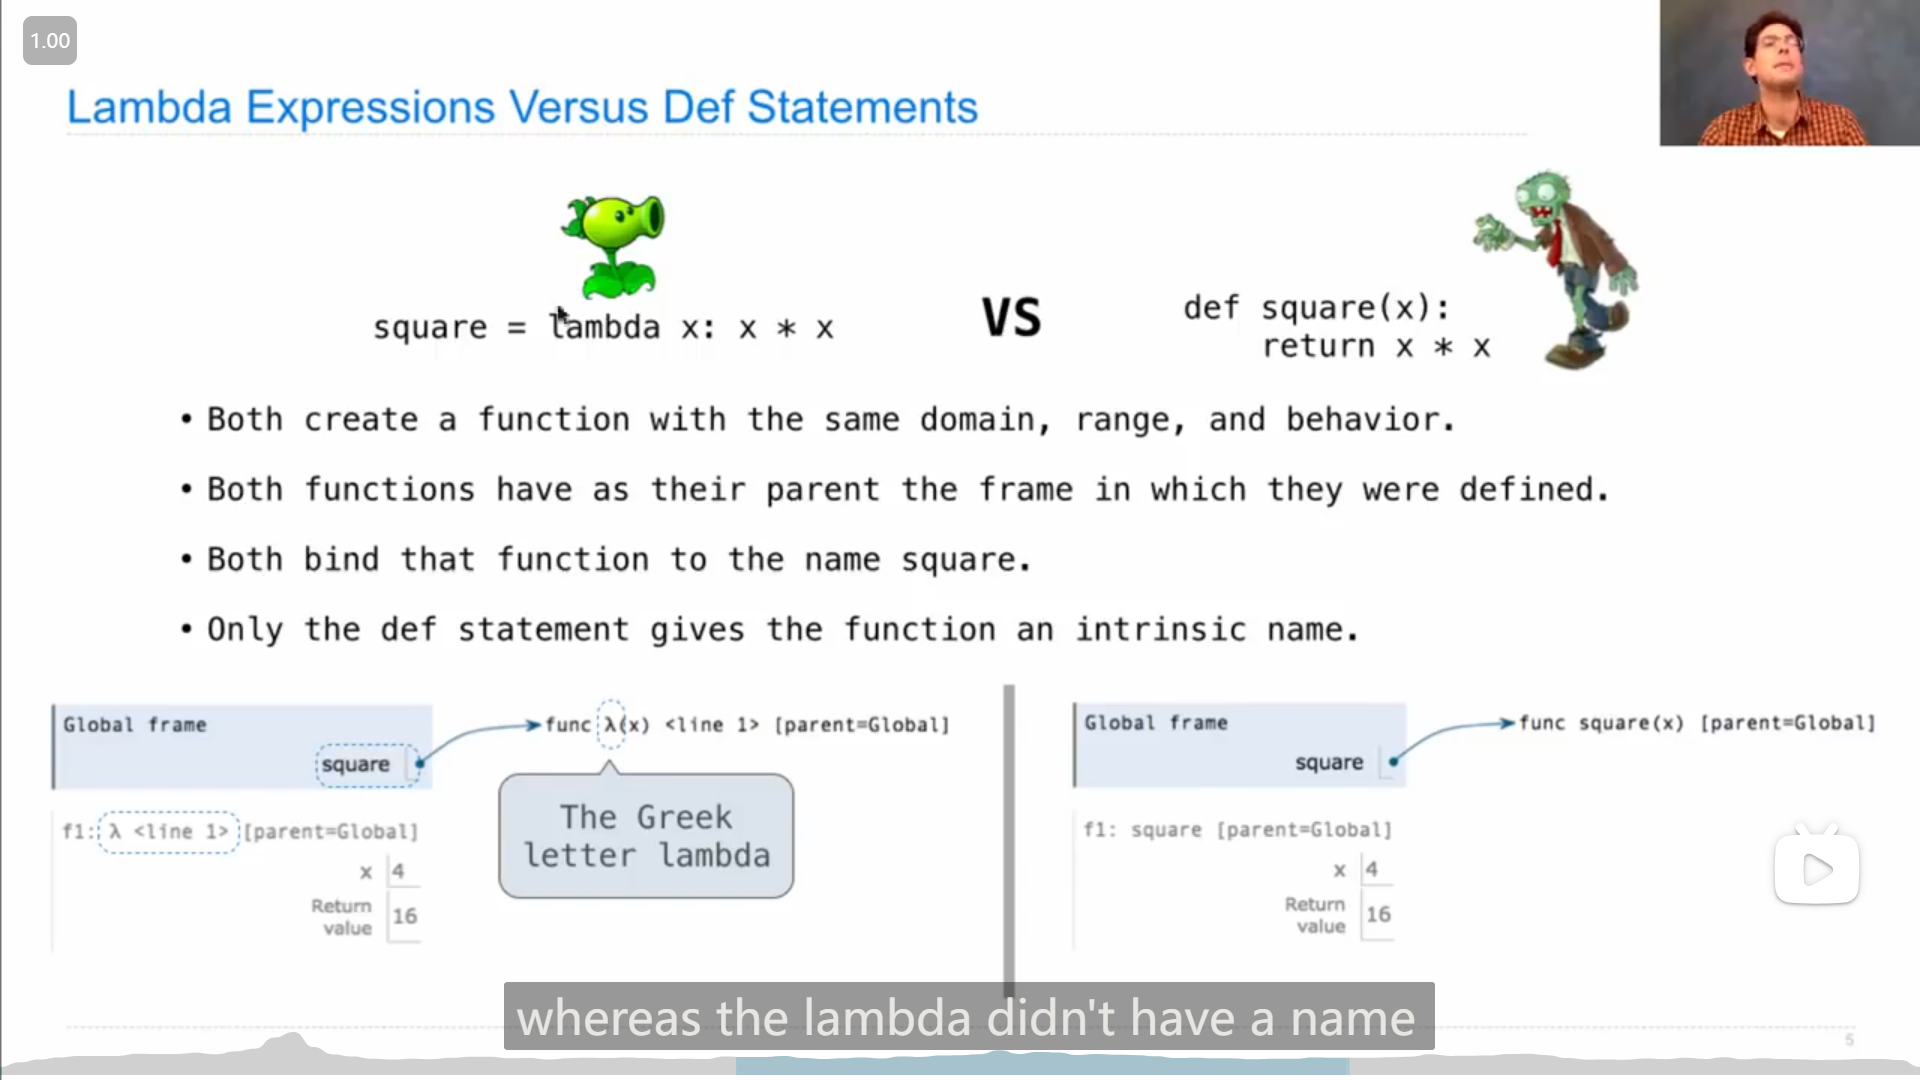 1.00
Lambda Expressions Versus Def Statements
square = lambda x: x * x
VS
def square(x):
return x * x
• Both create a function with the same domain, range, and behavior.
• Both functions have as their parent the frame in which they were defined.
• Both bind that function to the name square.
• Only the def statement gives the function an intrinsic name.
Global frame
square
func λ(x) <line 1> [parent=Global]
f1: λ <line 1> [parent=Global]
x 4
Return
value 16
The Greek
letter lambda
Global frame
square
func square(x) [parent=Global]
f1: square [parent=Global]
x 4
Return
value 16
whereas the lambda didn't have a name
5